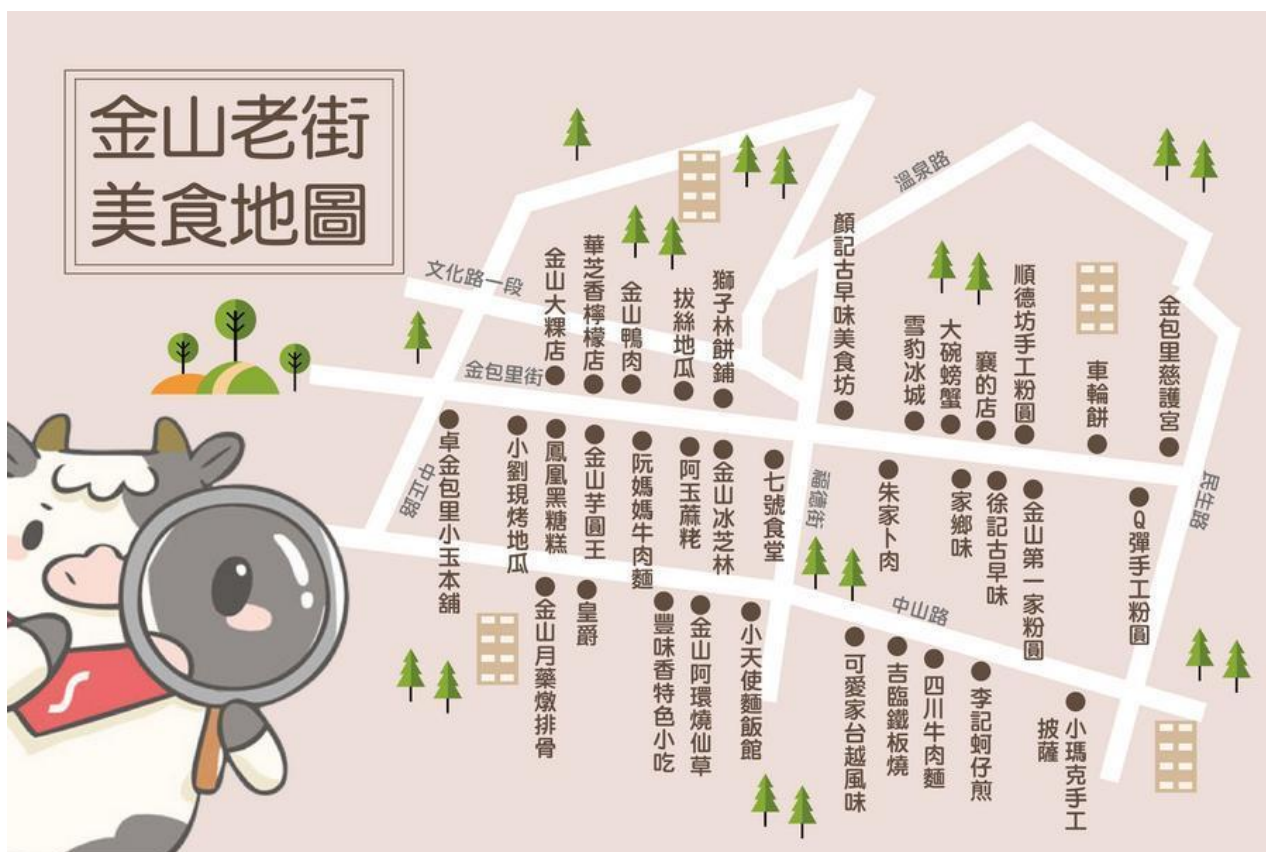 金山老街
美食地圖
文化路一段
溫泉路
金包里街
中正路
福德街
民生路
中山路
金山大粿店
華芝香檸檬店
金山鴨肉
拔絲地瓜
獅子林餅鋪
顏記古早味美食坊
雪豹冰城
大碗螃蟹
襄的店
順德坊手工粉圓
車輪餅
金包里慈護宮
卓金包里小玉本舖
小劉現烤地瓜
鳳凰黑糖糕
金山芋圓王
阮媽媽牛肉麵
阿玉蔴粩
金山冰芝林
七號食堂
朱家卜肉
家鄉味
徐記古早味
金山第一家粉圓
Q彈手工粉圓
金山月藥燉排骨
皇爵
豐味香特色小吃
金山阿環燒仙草
小天使麵飯館
可愛家台越風味
吉臨鐵板燒
四川牛肉麵
李記蚵仔煎
小瑪克手工
披薩